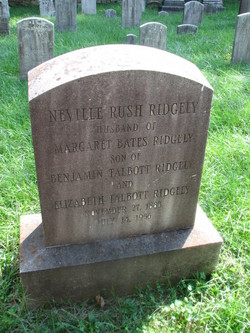 NEVILLE RUSH RIDGELY
HUSBAND OF
MARGARET BATES RIDGELY
SON OF
BENJAMIN TALBOTT RIDGELY
AND
ELIZABETH TALBOTT RIDGELY